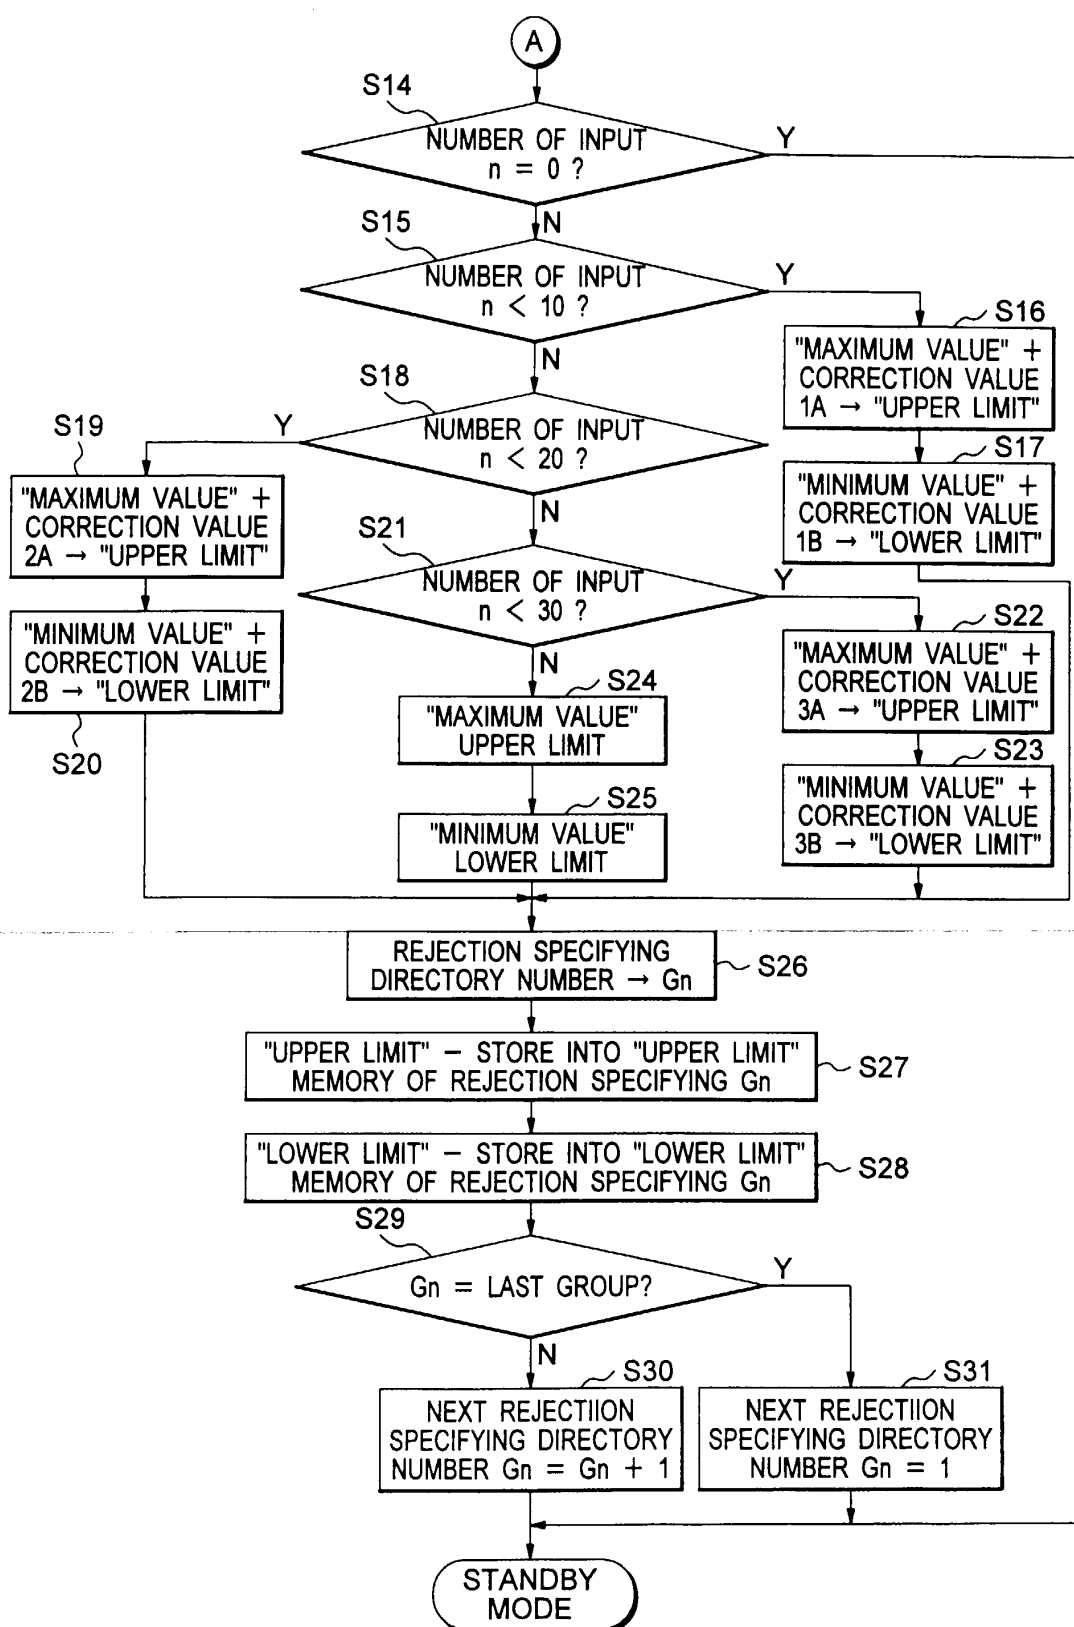 A
S14
NUMBER OF INPUT
n = 0 ?
Y
N
S15
NUMBER OF INPUT
n < 10 ?
Y
N
S16
"MAXIMUM VALUE" +
CORRECTION VALUE
1A → "UPPER LIMIT"
S17
"MINIMUM VALUE" +
CORRECTION VALUE
1B → "LOWER LIMIT"
S18
NUMBER OF INPUT
n < 20 ?
Y
N
S19
"MAXIMUM VALUE" +
CORRECTION VALUE
2A → "UPPER LIMIT"
"MINIMUM VALUE" +
CORRECTION VALUE
2B → "LOWER LIMIT"
S20
S21
NUMBER OF INPUT
n < 30 ?
Y
N
S22
"MAXIMUM VALUE" +
CORRECTION VALUE
3A → "UPPER LIMIT"
S23
"MINIMUM VALUE" +
CORRECTION VALUE
3B → "LOWER LIMIT"
S24
"MAXIMUM VALUE"
UPPER LIMIT
S25
"MINIMUM VALUE"
LOWER LIMIT
REJECTION SPECIFYING
DIRECTORY NUMBER → Gn
S26
"UPPER LIMIT" – STORE INTO "UPPER LIMIT"
MEMORY OF REJECTION SPECIFYING Gn
S27
"LOWER LIMIT" – STORE INTO "LOWER LIMIT"
MEMORY OF REJECTION SPECIFYING Gn
S28
S29
Gn = LAST GROUP?
Y
N
S30
NEXT REJECTIION
SPECIFYING DIRECTORY
NUMBER Gn = Gn + 1
S31
NEXT REJECTIION
SPECIFYING DIRECTORY
NUMBER Gn = 1
STANDBY
MODE